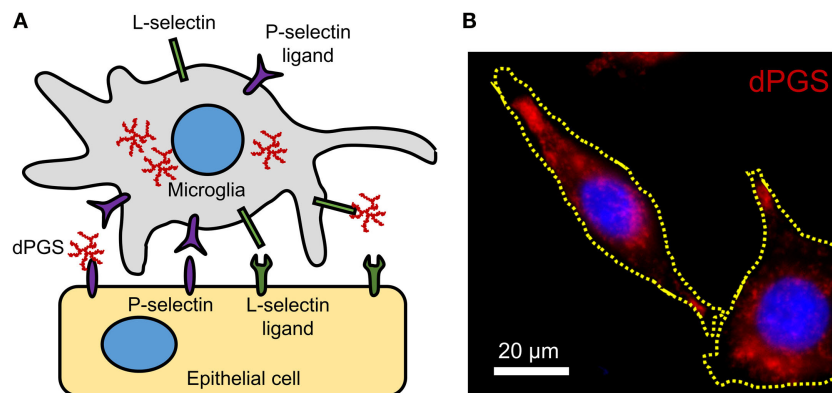 A
L-selectin
P-selectin
ligand
Microglia
dPGS
P-selectin
L-selectin
ligand
Epithelial cell
B
dPGS
20 µm